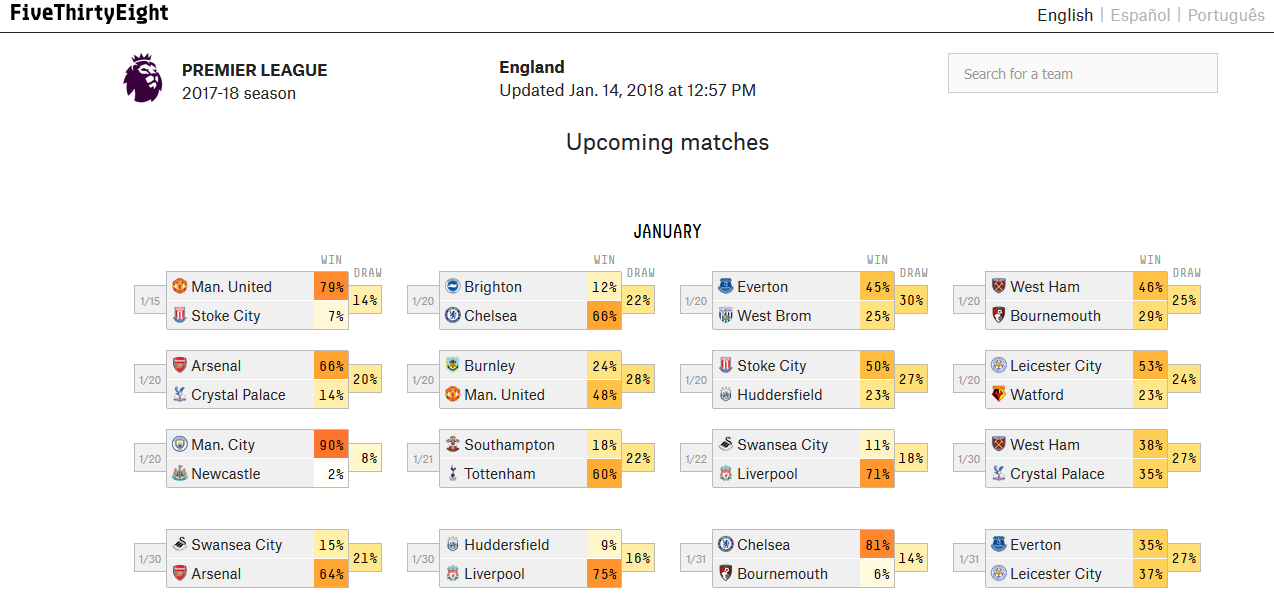 FiveThirtyEight
English | Español | Português
PREMIER LEAGUE
2017-18 season
England
Updated Jan. 14, 2018 at 12:57 PM
Search for a team
Upcoming matches
JANUARY
WIN WIN WIN WIN
DRAW DRAW DRAW DRAW
1/15 Man. United 79% 14%
Stoke City 7%
1/20 Brighton 12% 22%
Chelsea 66%
1/20 Everton 45% 30%
West Brom 25%
1/20 West Ham 46% 25%
Bournemouth 29%
1/20 Arsenal 66% 20%
Crystal Palace 14%
1/20 Burnley 24% 28%
Man. United 48%
1/20 Stoke City 50% 27%
Huddersfield 23%
1/20 Leicester City 53% 24%
Watford 23%
1/20 Man. City 90% 8%
Newcastle 2%
1/21 Southampton 18% 22%
Tottenham 60%
1/22 Swansea City 11% 18%
Liverpool 71%
1/30 West Ham 38% 27%
Crystal Palace 35%
1/30 Swansea City 15% 21%
Arsenal 64%
1/30 Huddersfield 9% 16%
Liverpool 75%
1/31 Chelsea 81% 14%
Bournemouth 6%
1/31 Everton 35% 27%
Leicester City 37%